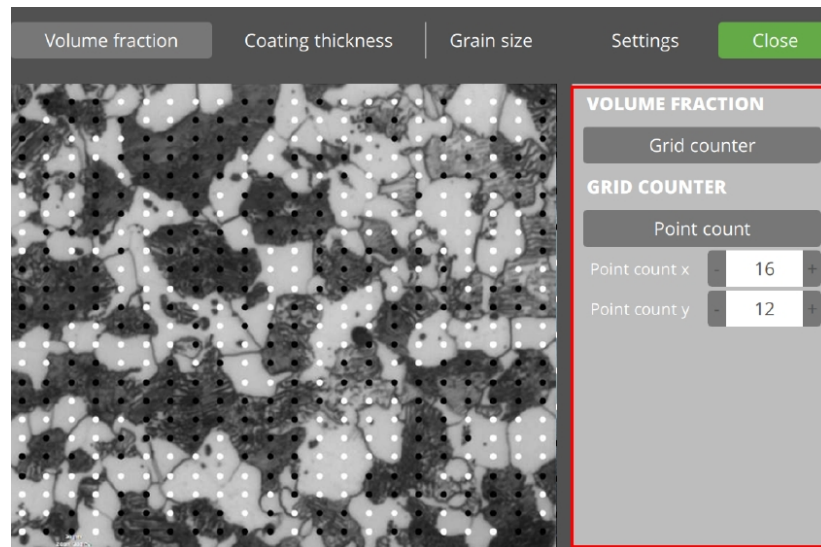 Volume fraction Coating thickness Grain size Settings Close
VOLUME FRACTION
Grid counter
GRID COUNTER
Point count
Point count x - 16 +
Point count y - 12 +